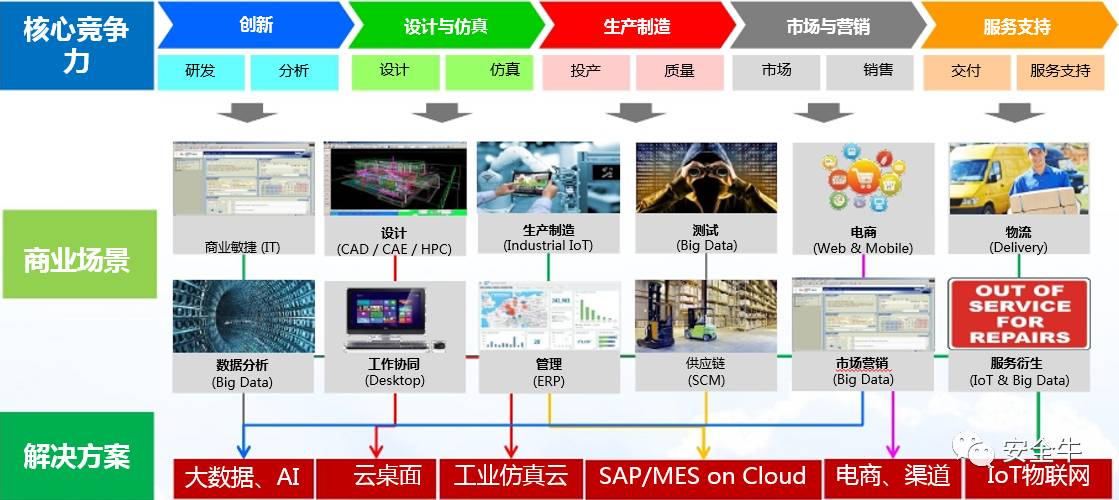 核心竞争
力
创新
设计与仿真
生产制造
市场与营销
服务支持
研发
分析
设计
仿真
投产
质量
市场
销售
交付
服务支持
商业场景
商业敏捷 (IT)
设计
(CAD / CAE / HPC)
生产制造
(Industrial IoT)
测试
(Big Data)
电商
(Web & Mobile)
物流
(Delivery)
OUT OF
SERVICE
FOR
REPAIRS
数据分析
(Big Data)
工作协同
(Desktop)
管理
(ERP)
供应链
(SCM)
市场营销
(Big Data)
服务衍生
(IoT & Big Data)
解决方案
大数据、AI
云桌面
工业仿真云
SAP/MES on Cloud
电商、渠道
IoT物联网
安全牛